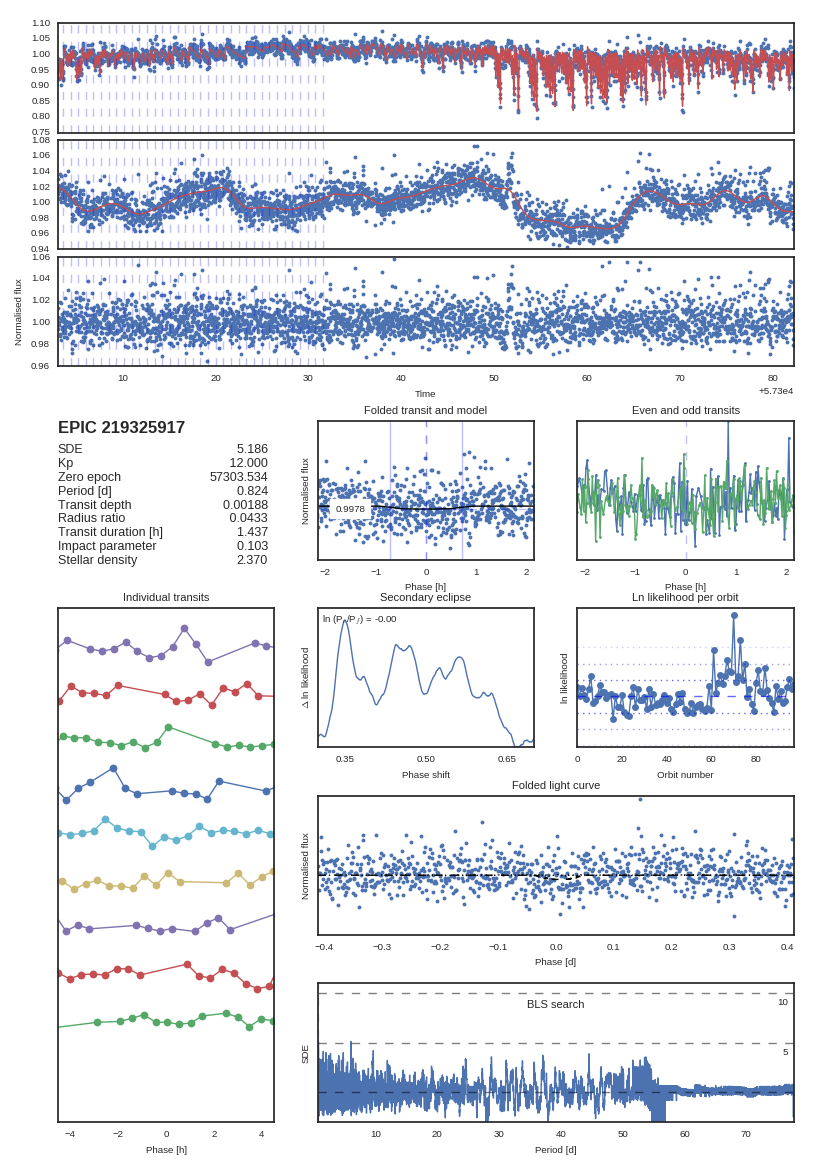 1.10
1.05
1.00
0.95
0.90
0.85
0.80
0.75
1.08
1.06
1.04
1.02
1.00
0.98
0.96
0.94
1.06
1.04
1.02
1.00
0.98
0.96
Normalised flux
10 20 30 40 50 60 70 80
Time
+5.73e4
EPIC 219325917
SDE 5.186
Kp 12.000
Zero epoch 57303.534
Period [d] 0.824
Transit depth 0.00188
Radius ratio 0.0433
Transit duration [h] 1.437
Impact parameter 0.103
Stellar density 2.370
Folded transit and model
Normalised flux
0.9978
−2 −1 0 1 2
Phase [h]
Even and odd transits
−2 −1 0 1 2
Phase [h]
Individual transits
−4 −2 0 2 4
Phase [h]
Secondary eclipse
ln (P /P ) = -0.00
Δ ln likelihood
0.35 0.50 0.65
Phase shift
Ln likelihood per orbit
ln likelihood
0 20 40 60 80
Orbit number
Folded light curve
Normalised flux
−0.4 −0.3 −0.2 −0.1 0.0 0.1 0.2 0.3 0.4
Phase [d]
BLS search
10
5
SDE
10 20 30 40 50 60 70
Period [d]